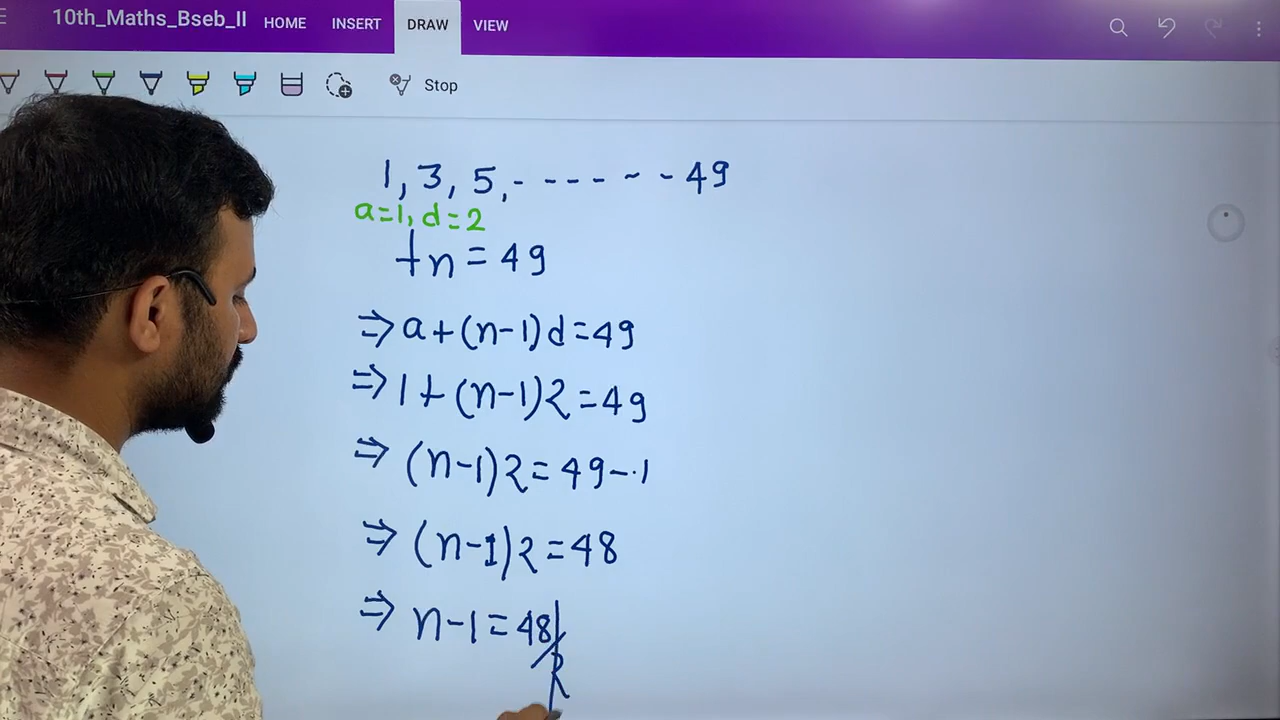 10th_Maths_Bseb_II HOME INSERT DRAW VIEW
Stop
1, 3, 5, - - - - - - - 49
a=1, d=2
tn = 49
⇒ a+(n-1)d=49
⇒ 1+(n-1)2=49
⇒ (n-1)2=49-1
⇒ (n-1)2=48
⇒ n-1=48/2